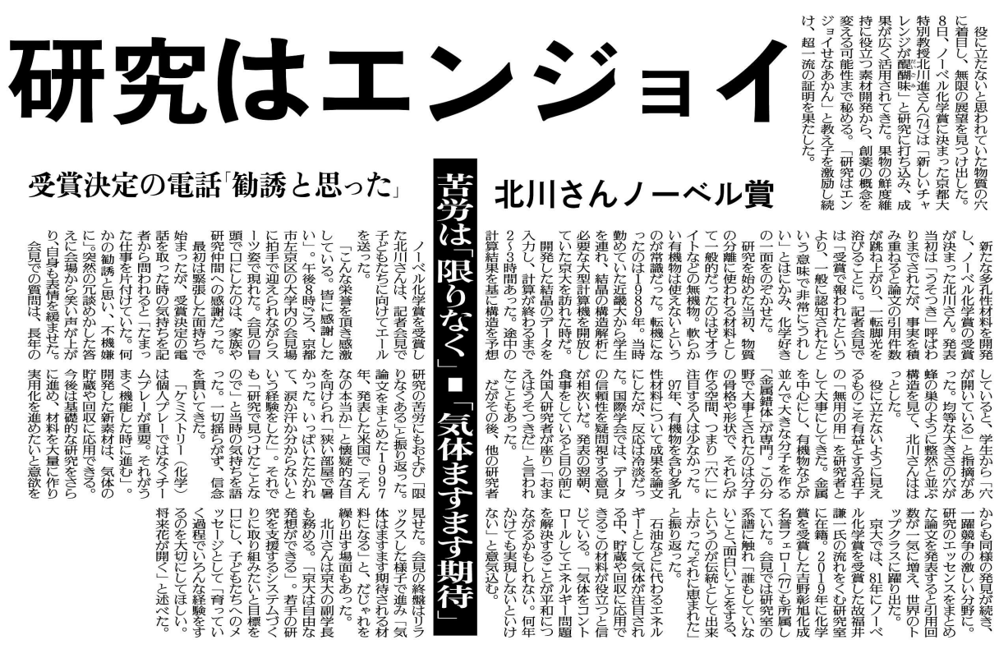 研究はエンジョイ
役に立たないと思われていた物質の穴
に着目し、無限の展望を見つけ出した。
8日、ノーベル化学賞に決まった京都大
特別教授北川進さん(74)は「新しいチャ
レンジが醍醐味」と研究に打ち込み、成
だいごみ
果が広く活用されてきた。果物の鮮度維
持に役立つ素材開発から、創薬の概念を
変える可能性まで秘める。「研究はエン
ジョイせなあかん」と教え子を激励し続
け、超一流の証明を果たした。
北川さんノーベル賞
苦労は「限りなく」■「気体ますます期待」
受賞決定の電話「勧誘と思った」
新たな多孔性材料を開発
し、ノーベル化学賞の受賞
が決まった北川さん。発表
当初は「うそつき」呼ばわ
りまでされたが、事実を積
み重ねると論文の引用件数
が跳ね上がり、一転脚光を
浴びることに。記者会見で
は「受賞で報われたという
より、一般に認知されたと
いう意味で非常にうれし
い」とはにかみ、化学好き
の一面をのぞかせた。
研究を始めた当初、物質
の分離に使われる材料とし
て一般的だったのはゼオラ
イトなどの無機物。軟らか
い有機物は使えないという
のが常識だった。転機にな
ったのは1989年。当時
勤めていた近畿大から学生
を連れ、結晶の構造解析に
必要な大型計算機を開放し
ていた京大を訪れた時だ。
開発した結晶のデータを
入力し、計算が終わるまで
2〜3時間あった。途中の
計算結果を基に構造を予想
していると、学生から「穴
が開いている」と指摘があ
った。均等な大きさの穴が
蜂の巣のように整然と並ぶ
構造を見て、北川さんはは
っとした。
役に立たないように見え
るものこそ有益とする荘子
の「無用の用」を研究者と
して大事にしてきた。金属
を中心に、有機物などが
並んで大きな分子を作る
「金属錯体」が専門。この分
野で大事とされたのは分子
の骨格や形状で、それらが
作る空間、つまり「穴」に
注目する人は少なかった。
97年、有機物を含む多孔
性材料について成果を論文
にしたが、反応は冷淡だっ
た。国際学会では、データ
の信頼性を疑問視する意見
が相次いだ。発表の翌朝、
食事をしていると目の前に
外国人研究者が座り「おま
えはうそつきだ」と言われ
たこともあった。
だがその後、他の研究者
からも同様の発見が続き、
一躍競争の激しい分野に。
研究のエッセンスをまとめ
た論文を発表すると引用回
数が一気に増え、世界のト
ップクラスに躍り出た。
京大では、81年にノーベ
ル化学賞を受賞した故福井
謙一氏の流れをくむ研究室
に在籍。2019年に化学
賞を受賞した吉野彰旭化成
名誉フェロー(77)も所属し
ていた。会見では研究室の
系譜に触れ「誰もしていな
いこと、面白いことをする、
というのが伝統として出来
上がった。それに恵まれた」
と振り返った。
石油などに代わるエネル
ギーとして気体が注目され
る中、貯蔵や回収に応用で
きるこの材料が役立つと信
じている。「気体をコント
ロールしてエネルギー問題
を解決することが平和につ
ながるかもしれない。何年
かけても実現しないといけ
ない」と意気込む。
ノーベル化学賞を受賞し
た北川さんは、記者会見で
子どもたちに向けてエール
を送った。
「こんな栄誉を頂き感激
している。皆に感謝した
い」。午後8時ごろ、京都
市左京区の大学内の会見場
に拍手で迎えられながらス
ーツ姿で現れた。会見の冒
頭で口にしたのは、家族や
研究仲間への感謝だった。
最初は緊張した面持ちで
始まったが、受賞決定の電
話を取った時の気持ちを記
者から問われると「たまっ
た仕事を片付けていた。何
かの勧誘と思い、不機嫌
に」。突然の冗談めかした答
えに会場から笑い声が上が
り、自身も表情を緩ませた。
会見での質問は、長年の
研究の苦労にもおよび「限
りなくある」と振り返った。
論文をまとめた1997
年、発表した米国で「そん
なの本当か」と懐疑的な目
を向けられ「狭い部屋で暑
かった。いっぱいたたかれ
て、涙か汗か分からないと
いう経験をした」。それで
も「研究で見つけたことな
ので」と当時の気持ちを語
った。一切揺らがず、信念
を貫いてきた。
「ケミストリー（化学）
は個人プレーではなくチー
ムプレーが重要。それがう
まく機能した時に進む」。
開発した新素材は、気体の
貯蔵や回収に応用できる。
今後は基礎的な研究をさら
に進め、材料を大量に作り
実用化を進めたいと意欲を
見せた。会見の終盤はリラ
ックスした様子で進み「気
体はますます期待される材
料になる」と、だじゃれを
繰り出す場面もあった。
北川さんは京大の副学長
も務める。「京大は自由な
発想ができる」。若手の研
究を支援するシステムづく
りに取り組みたいと目標を
口にし、子どもたちへのメ
ッセージとして「育ってい
く過程でいろんな経験をす
るのを大切にしてほしい。
将来花が開く」と述べた。